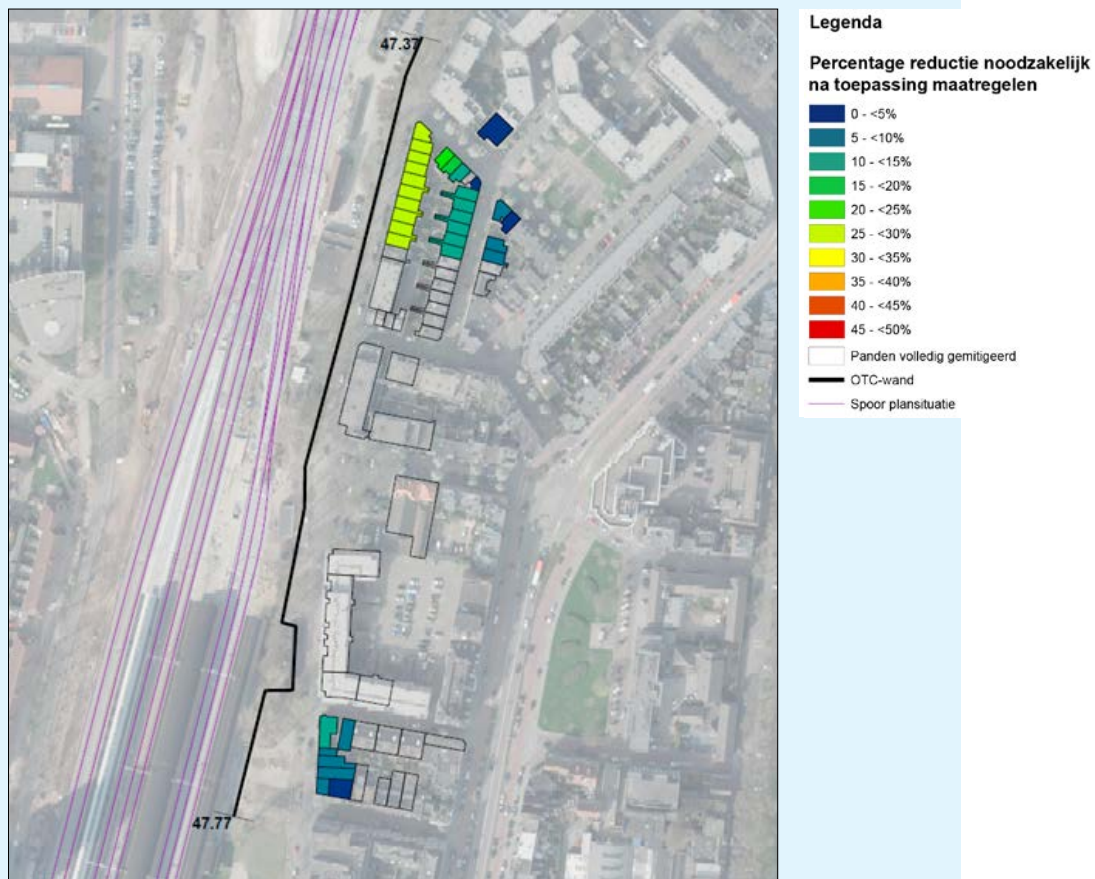 47.37
47.77
Legenda
Percentage reductie noodzakelijk
na toepassing maatregelen
0 - <5%
5 - <10%
10 - <15%
15 - <20%
20 - <25%
25 - <30%
30 - <35%
35 - <40%
40 - <45%
45 - <50%
Panden volledig gemitigeerd
OTC-wand
Spoor plansituatie